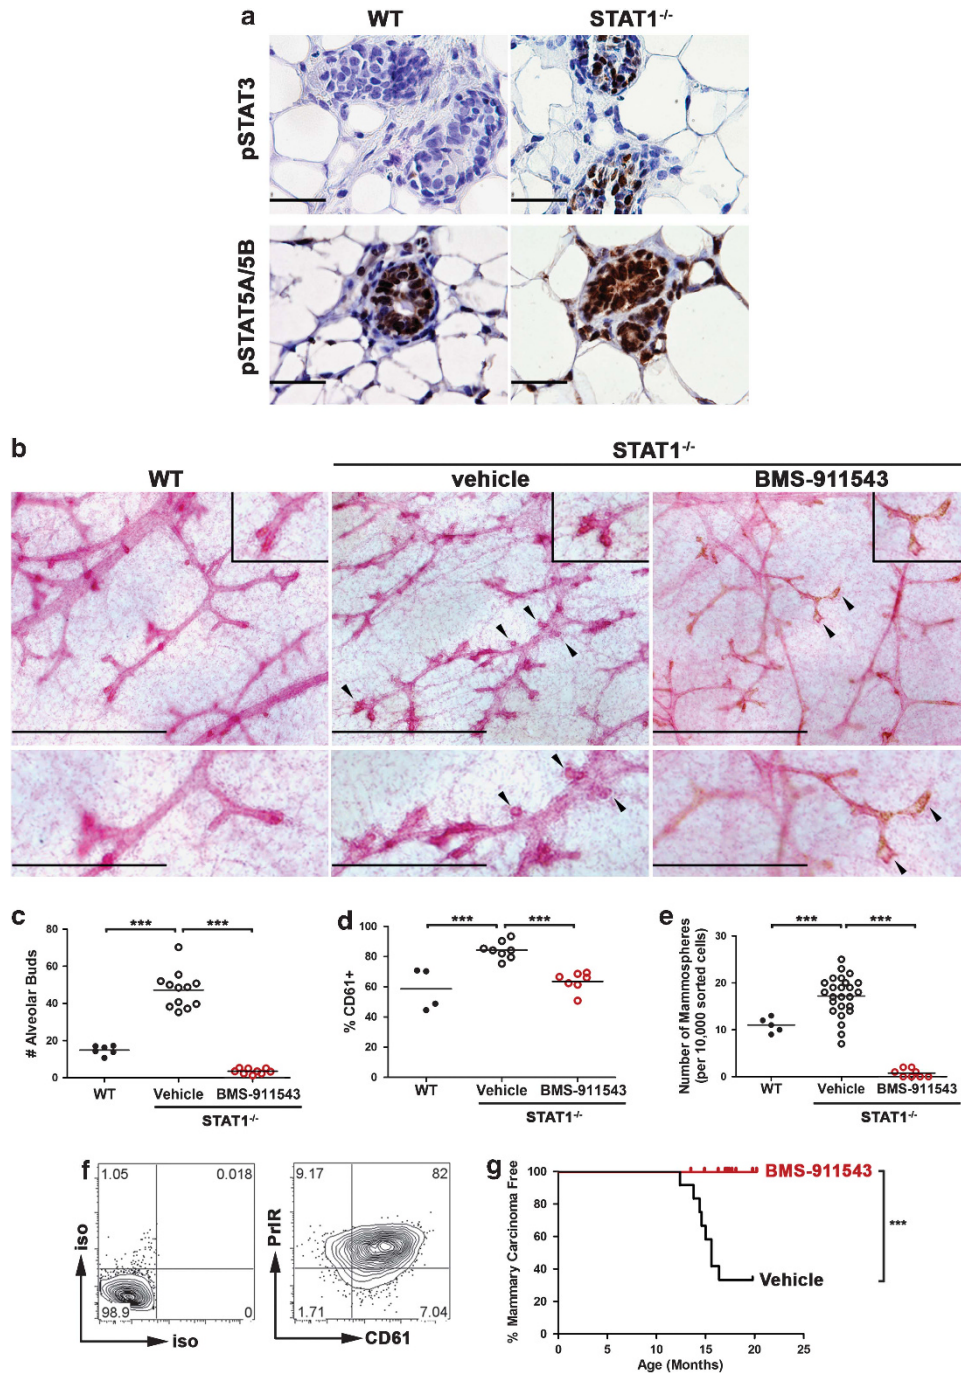 a
WT STAT1-/-
pSTAT3
pSTAT5A/5B
b
STAT1-/-
WT vehicle BMS-911543
c
# Alveolar Buds
80
60
40
20
0
*** ***
WT Vehicle BMS-911543
STAT1-/-
d
% CD61+
100
80
60
40
20
0
*** ***
WT Vehicle BMS-911543
STAT1-/-
e
Number of Mammospheres
(per 10,000 sorted cells)
30
20
10
0
*** ***
WT Vehicle BMS-911543
STAT1-/-
f
1.05 0.018
98.9 0
iso
iso
9.17 82
1.71 7.04
PrlR
CD61
g
% Mammary Carcinoma Free
100
80
60
40
20
0
BMS-911543
***
Vehicle
0 5 10 15 20 25
Age (Months)